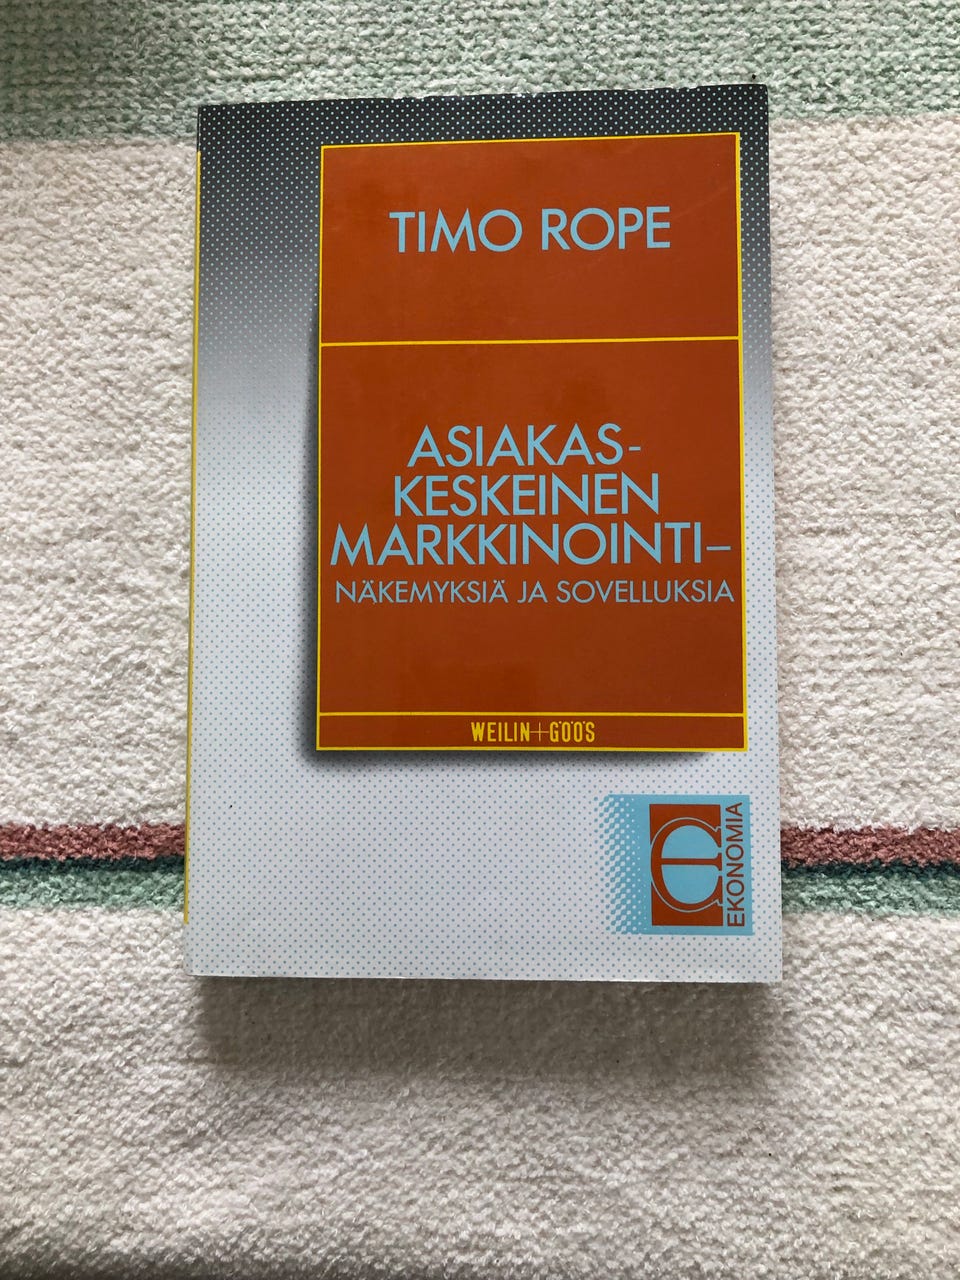 TIMO ROPE
ASIAKAS-
KESKEINEN
MARKKINOINTI–
NÄKEMYKSIÄ JA SOVELLUKSIA
WEILIN+GÖÖS
e
EKONOMIA